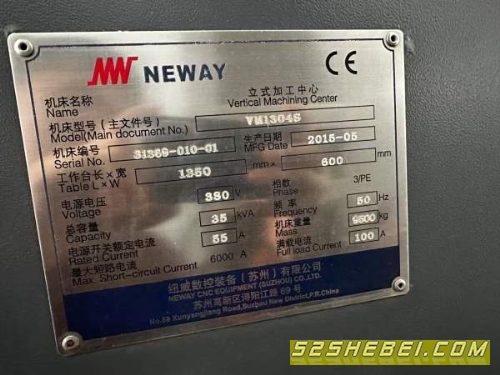 NEWAY CE
机床名称 立式加工中心
Name Vertical Machining Center
机床型号(主文件号) VM1304S
Model(Main document No.)
机床编号 31369-010-01 生产日期 2015-05
Serial No. MFG Date
工作台长×宽 1350 mm× 600 mm
Table L×W
电源电压 380 V 相数 3/PE
Voltage Phase
总容量 35 kVA 频率 50 Hz
Capacity Frequency
电源开关额定电流 55 A 机床重量 9500 kg
Rated Current Mass
最大短路电流 6000 A 满载电流 100 A
Max. Short-circuit Current Full load Current
纽威数控装备(苏州)有限公司
NEWAY CNC EQUIPMENT (SUZHOU) CO.,LTD.
苏州高新区浔阳江路69号
No.69 Xunyangjiang Road,Suzhou New District,P.R.China
52SHEBEI.COM